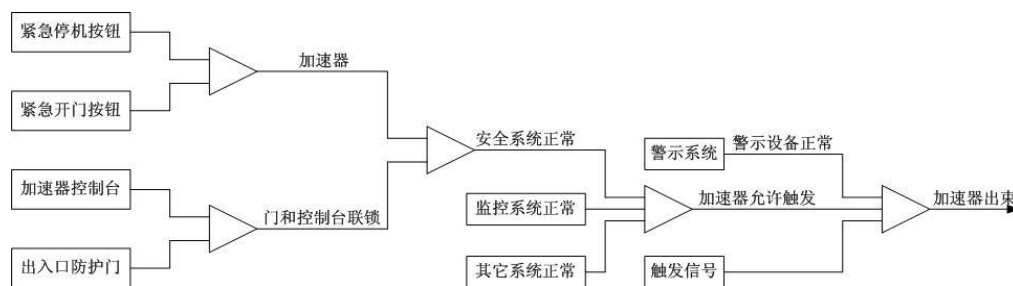 紧急停机按钮
加速器
紧急开门按钮
安全系统正常
警示系统
警示设备正常
加速器控制台
监控系统正常
加速器允许触发
加速器出束
门和控制台联锁
出入口防护门
其它系统正常
触发信号